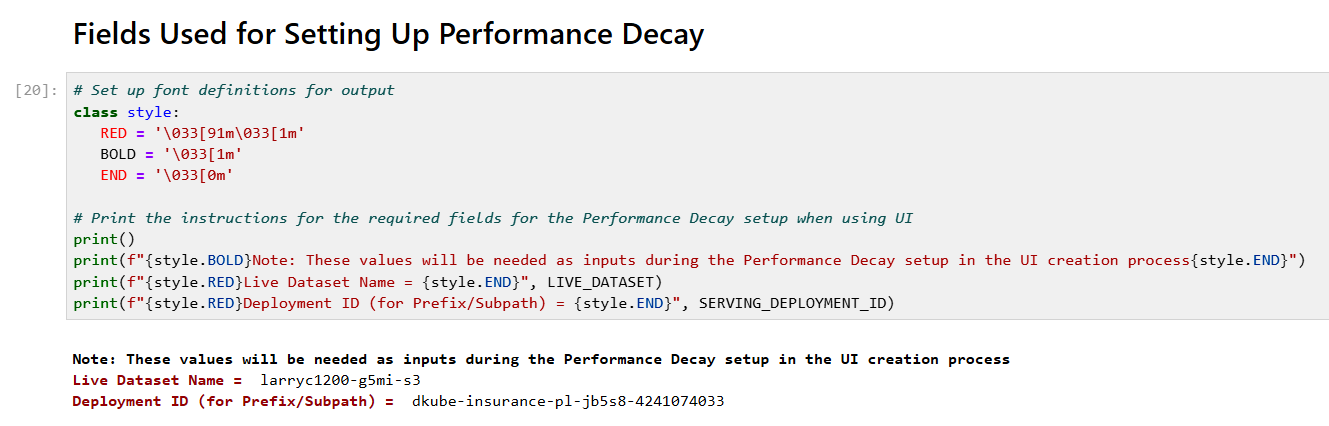 Fields Used for Setting Up Performance Decay
[20]: # Set up font definitions for output
class style:
RED = '\033[91m\033[1m'
BOLD = '\033[1m'
END = '\033[0m'
# Print the instructions for the required fields for the Performance Decay setup when using UI
print()
print(f"{style.BOLD}Note: These values will be needed as inputs during the Performance Decay setup in the UI creation process{style.END}")
print(f"{style.RED}Live Dataset Name = {style.END}", LIVE_DATASET)
print(f"{style.RED}Deployment ID (for Prefix/Subpath) = {style.END}", SERVING_DEPLOYMENT_ID)
Note: These values will be needed as inputs during the Performance Decay setup in the UI creation process
Live Dataset Name =  larryc1200-g5mi-s3
Deployment ID (for Prefix/Subpath) =  dkube-insurance-pl-jb5s8-4241074033